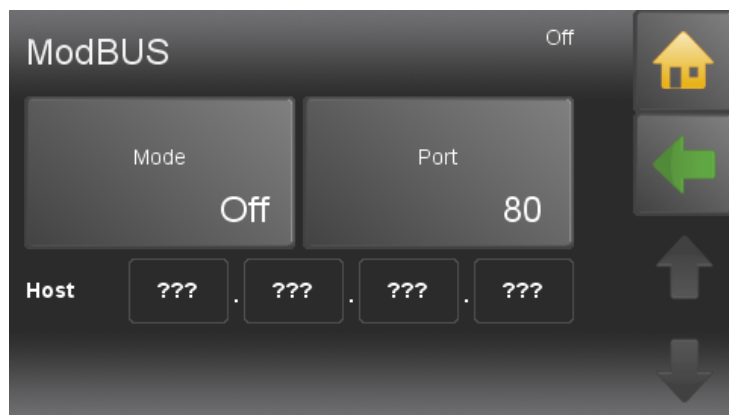 ModBUS
Off
Mode
Port
Off
80
Host ??? . ??? . ??? . ???